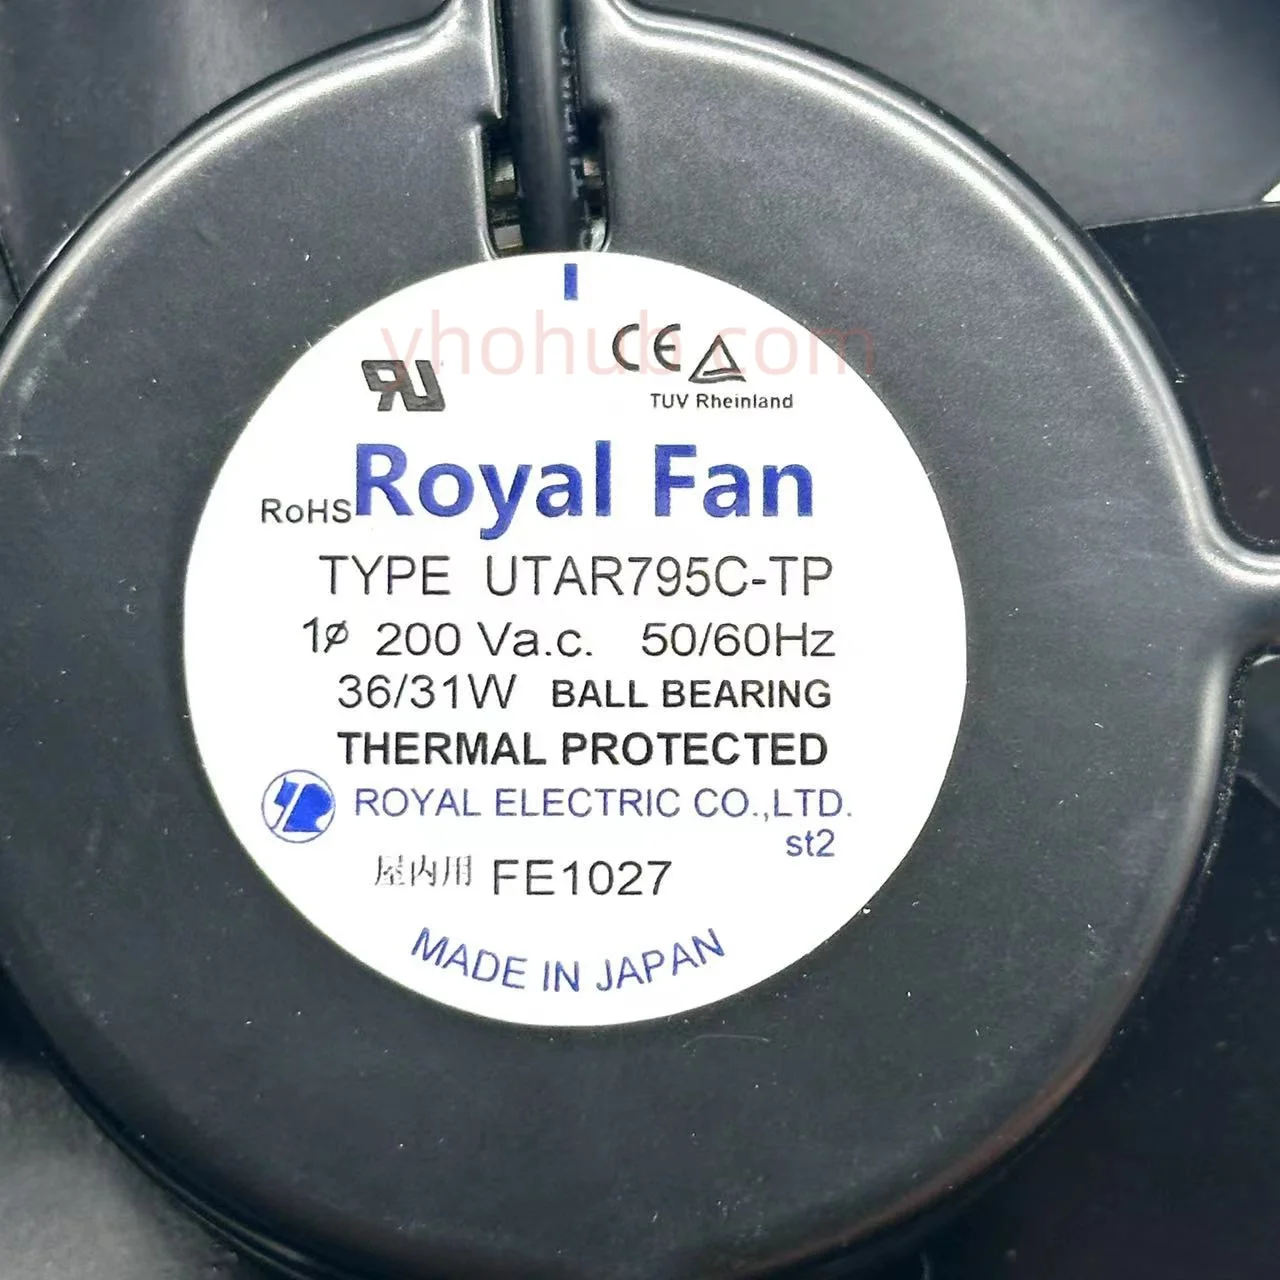 yhohub.com
CE
TUV Rheinland
RoHS Royal Fan
TYPE UTAR795C-TP
1ø 200 Va.c. 50/60Hz
36/31W BALL BEARING
THERMAL PROTECTED
ROYAL ELECTRIC CO.,LTD.
st2
屋内用 FE1027
MADE IN JAPAN